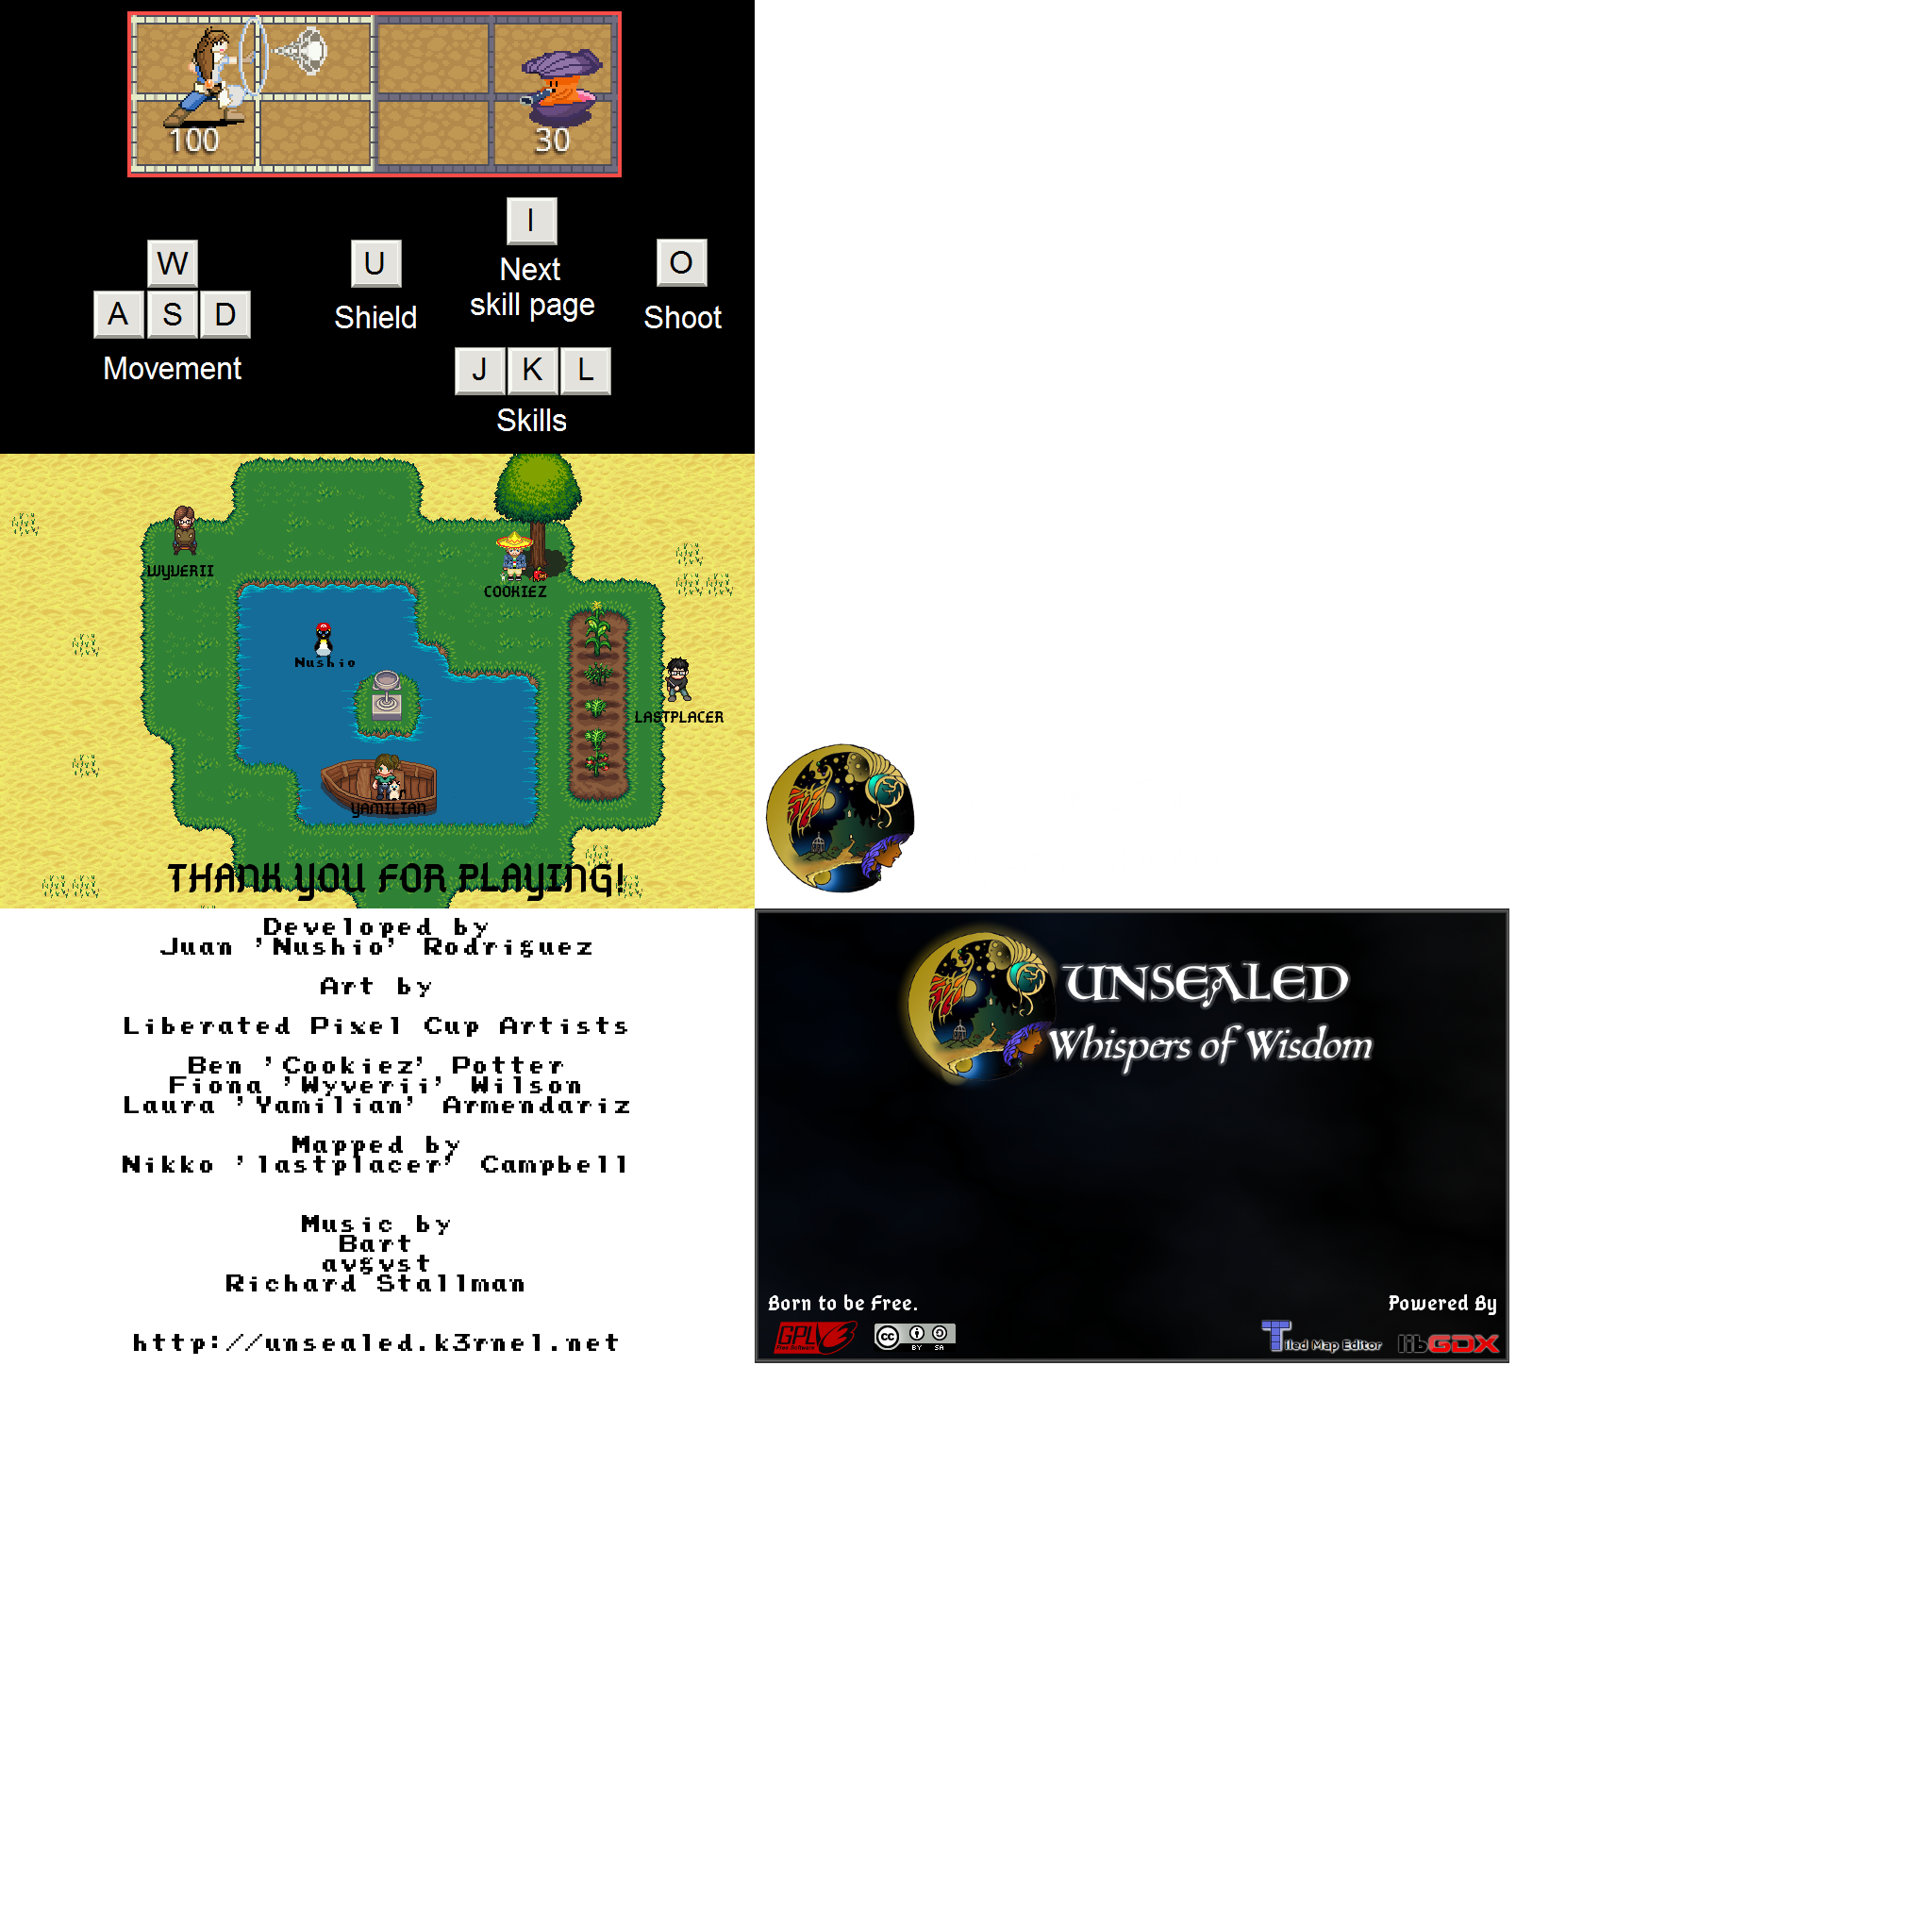 100
30
I
W
U
O
Next
skill page
A S D
Shield
Shoot
Movement
J K L
Skills
WYVERII
COOKIEZ
Nushio
LASTPLACER
YAMILIAN
THANK YOU FOR PLAYING!
Developed by
Juan 'Nushio' Rodriguez
Art by
Liberated Pixel Cup Artists
Ben 'Cookiez' Potter
Fiona 'Wyverii' Wilson
Laura 'Yamilian' Armendariz
Mapped by
Nikko 'lastplacer' Campbell
Music by
Bart
avgvst
Richard Stallman
http://unsealed.k3rnel.net
UNSEALED
Whispers of Wisdom
Born to be Free.
Powered By
GPLv3
cc BY SA
Tiled Map Editor
libGDX